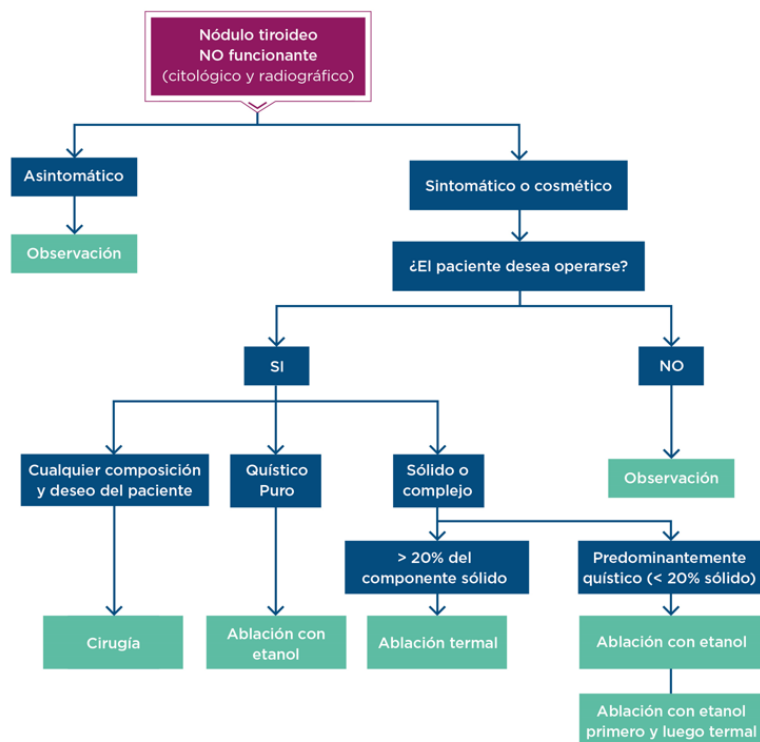 Nódulo tiroideo
NO funcionante
(citológico y radiográfico)
Asintomático
Sintomático o cosmético
Observación
¿El paciente desea operarse?
SI
NO
Cualquier composición
y deseo del paciente
Quístico
Puro
Sólido o
complejo
Observación
> 20% del
componente sólido
Predominantemente
quístico (< 20% sólido)
Cirugía
Ablación con
etanol
Ablación termal
Ablación con etanol
Ablación con etanol
primero y luego termal